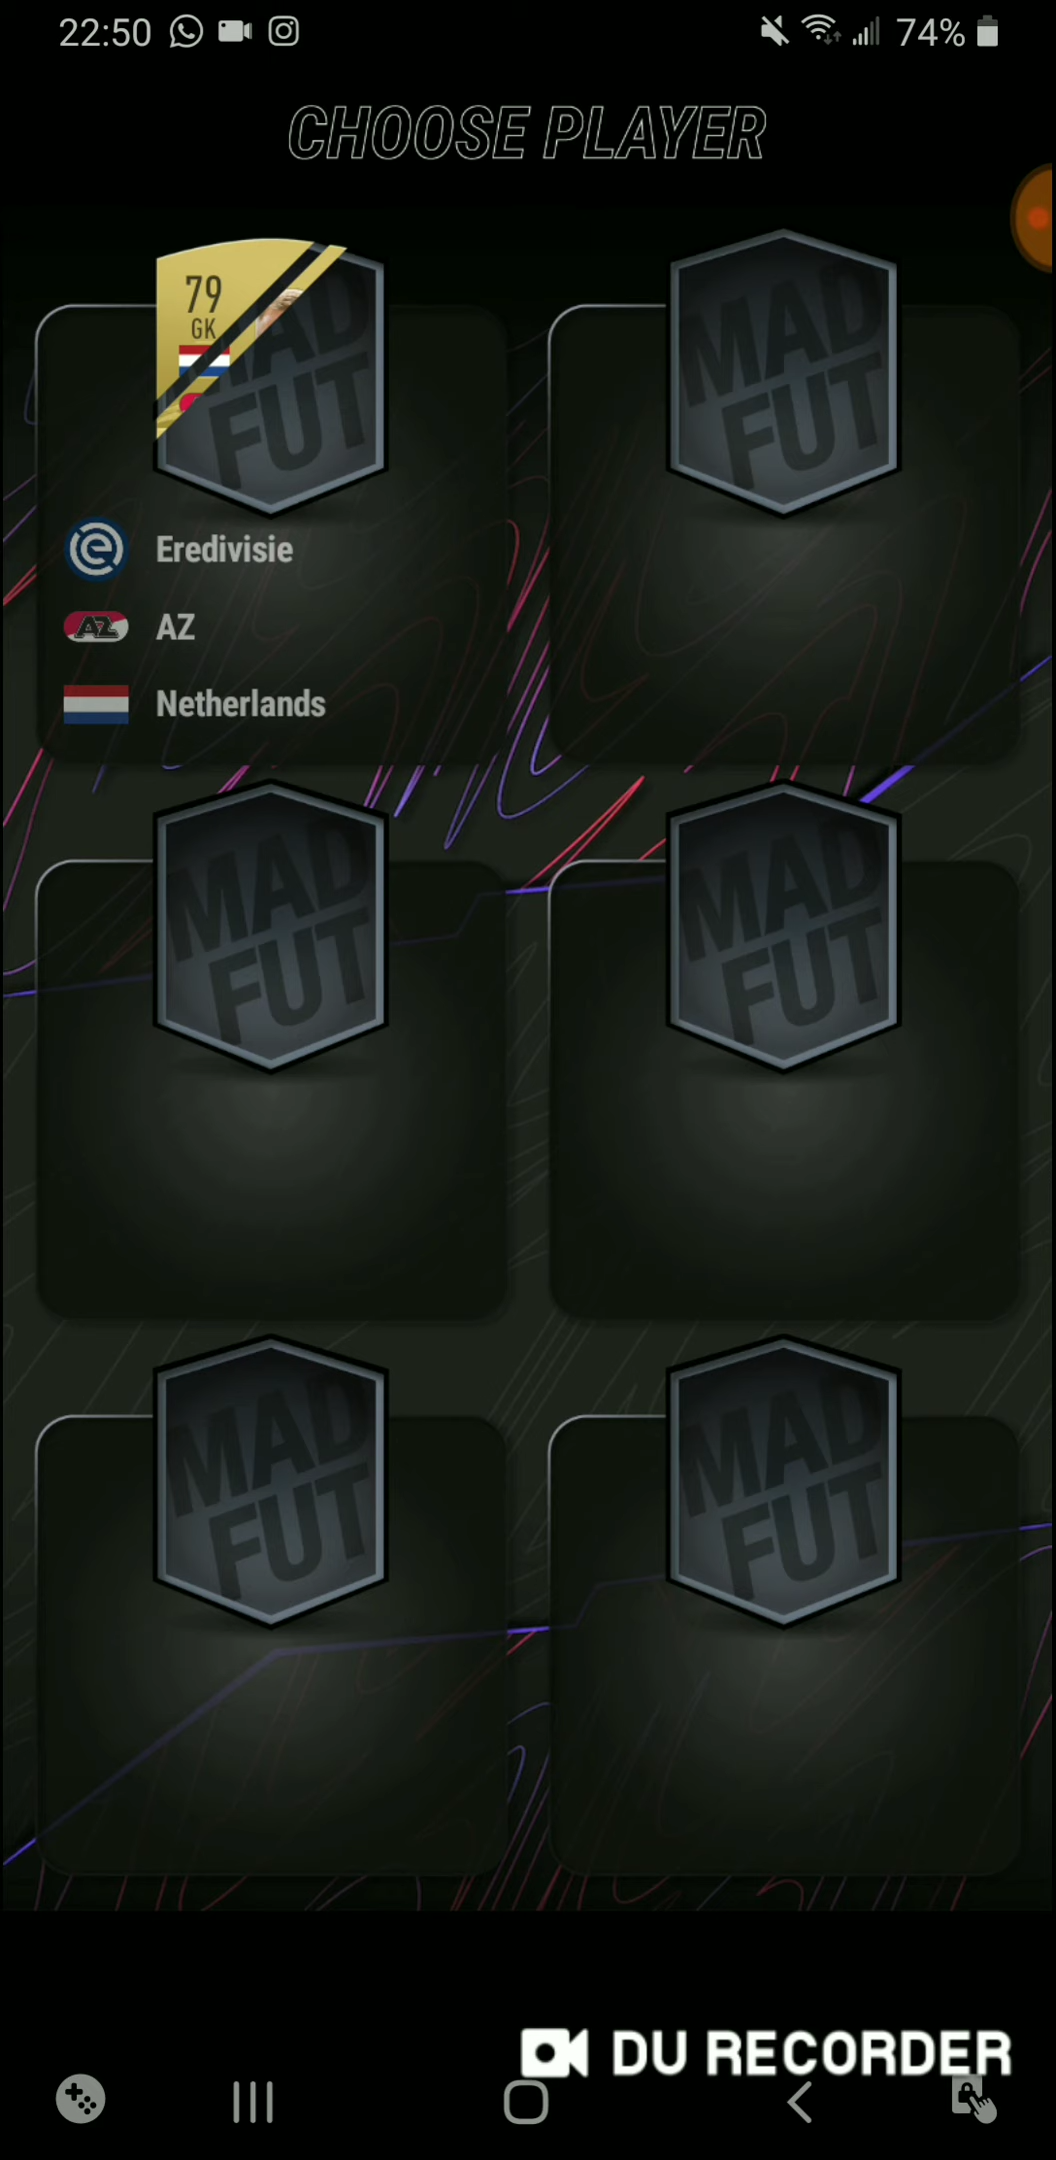 22:50 74%
CHOOSE PLAYER
79
GK
MAD
FUT
MAD
FUT
Eredivisie
AZ AZ
Netherlands
MAD
FUT
MAD
FUT
MAD
FUT
MAD
FUT
DU RECORDER